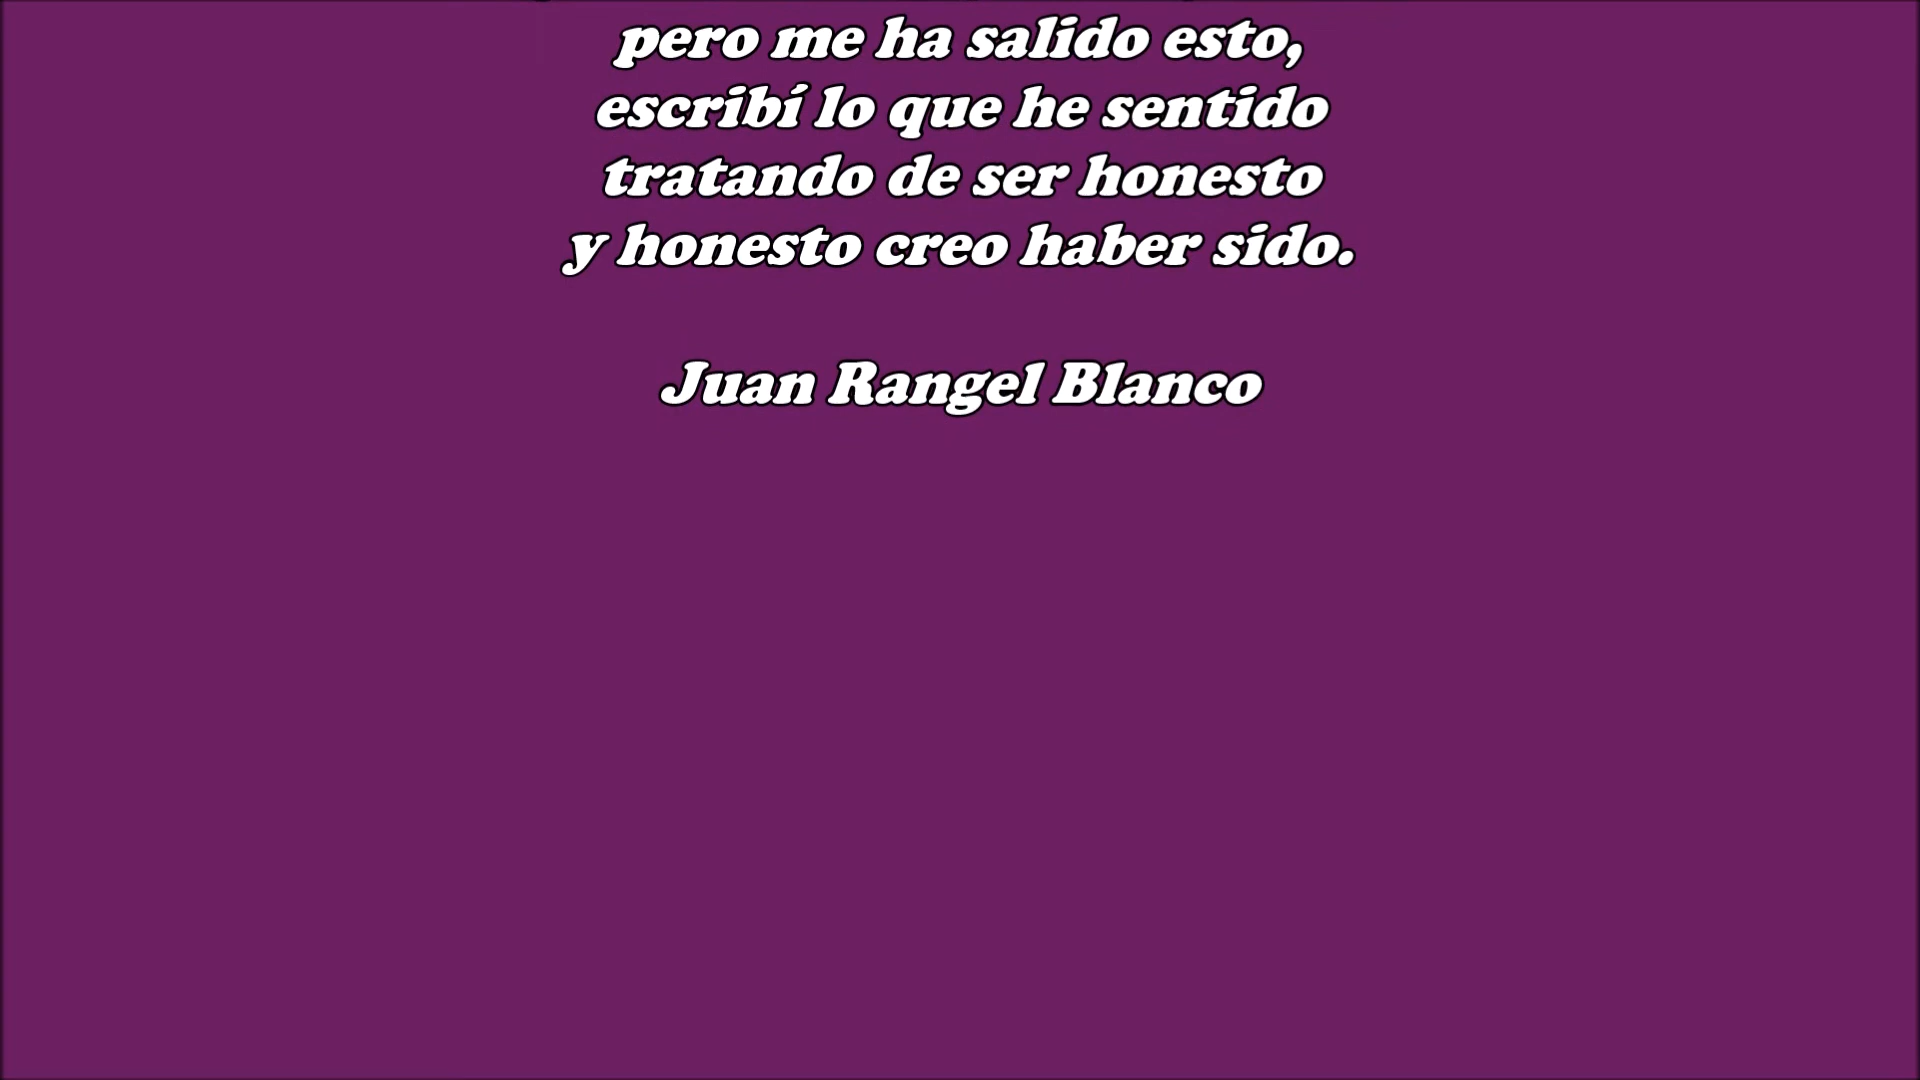 pero me ha salido esto,
escribí lo que he sentido
tratando de ser honesto
y honesto creo haber sido.
Juan Rangel Blanco